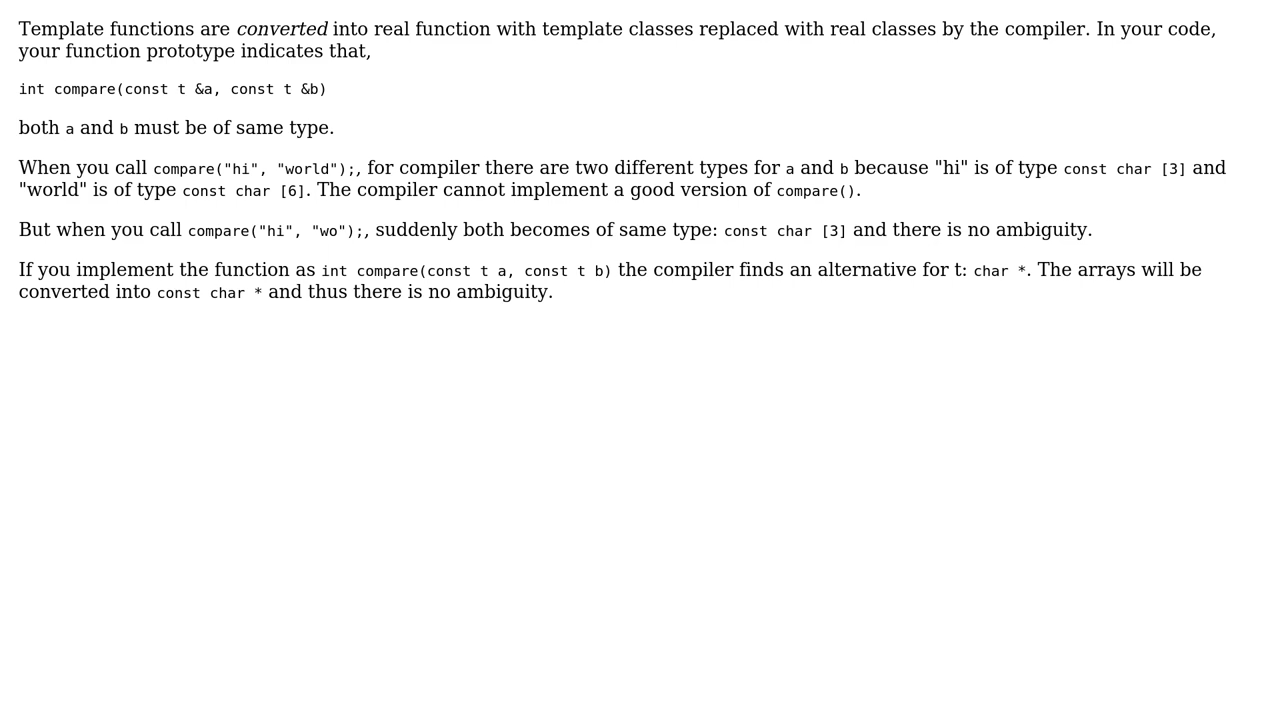 Template functions are converted into real function with template classes replaced with real classes by the compiler. In your code,
your function prototype indicates that,
int compare(const t &a, const t &b)
both a and b must be of same type.
When you call compare("hi", "world");, for compiler there are two different types for a and b because "hi" is of type const char [3] and
"world" is of type const char [6]. The compiler cannot implement a good version of compare().
But when you call compare("hi", "wo");, suddenly both becomes of same type: const char [3] and there is no ambiguity.
If you implement the function as int compare(const t a, const t b) the compiler finds an alternative for t: char *. The arrays will be
converted into const char * and thus there is no ambiguity.